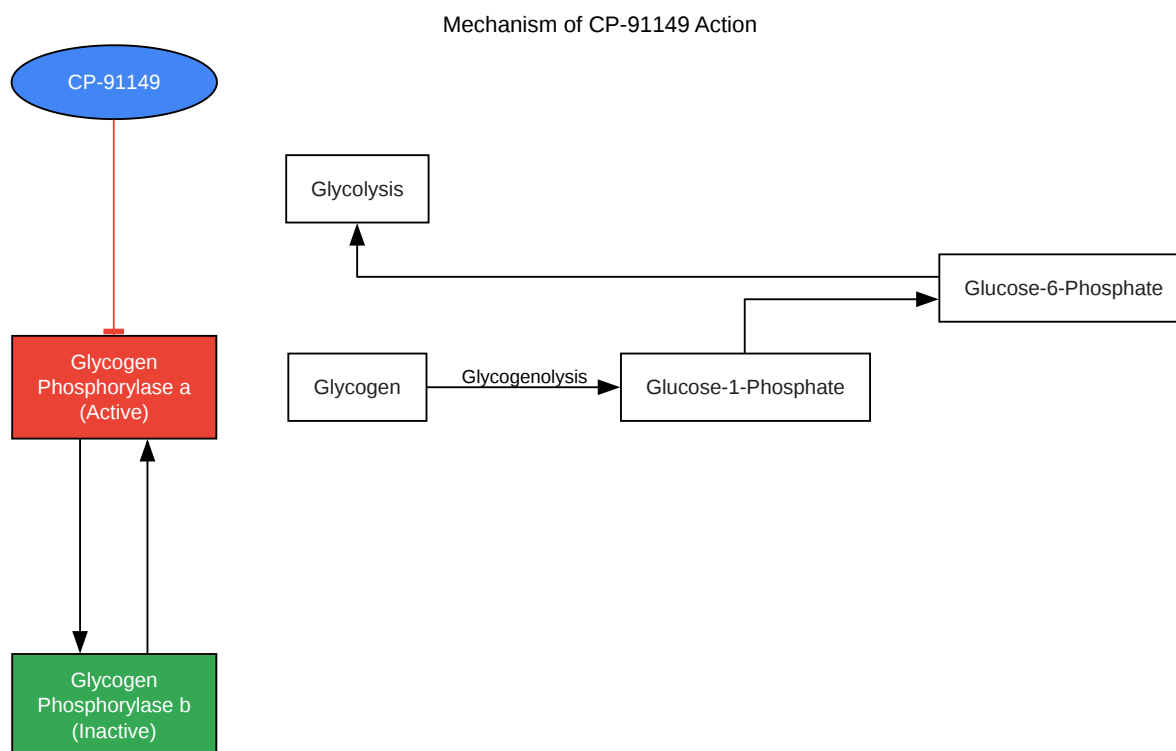 Mechanism of CP-91149 Action
CP-91149
Glycolysis
Glucose-6-Phosphate
Glycogen
Phosphorylase a
(Active)
Glycogen
Glycogenolysis
Glucose-1-Phosphate
Glycogen
Phosphorylase b
(Inactive)